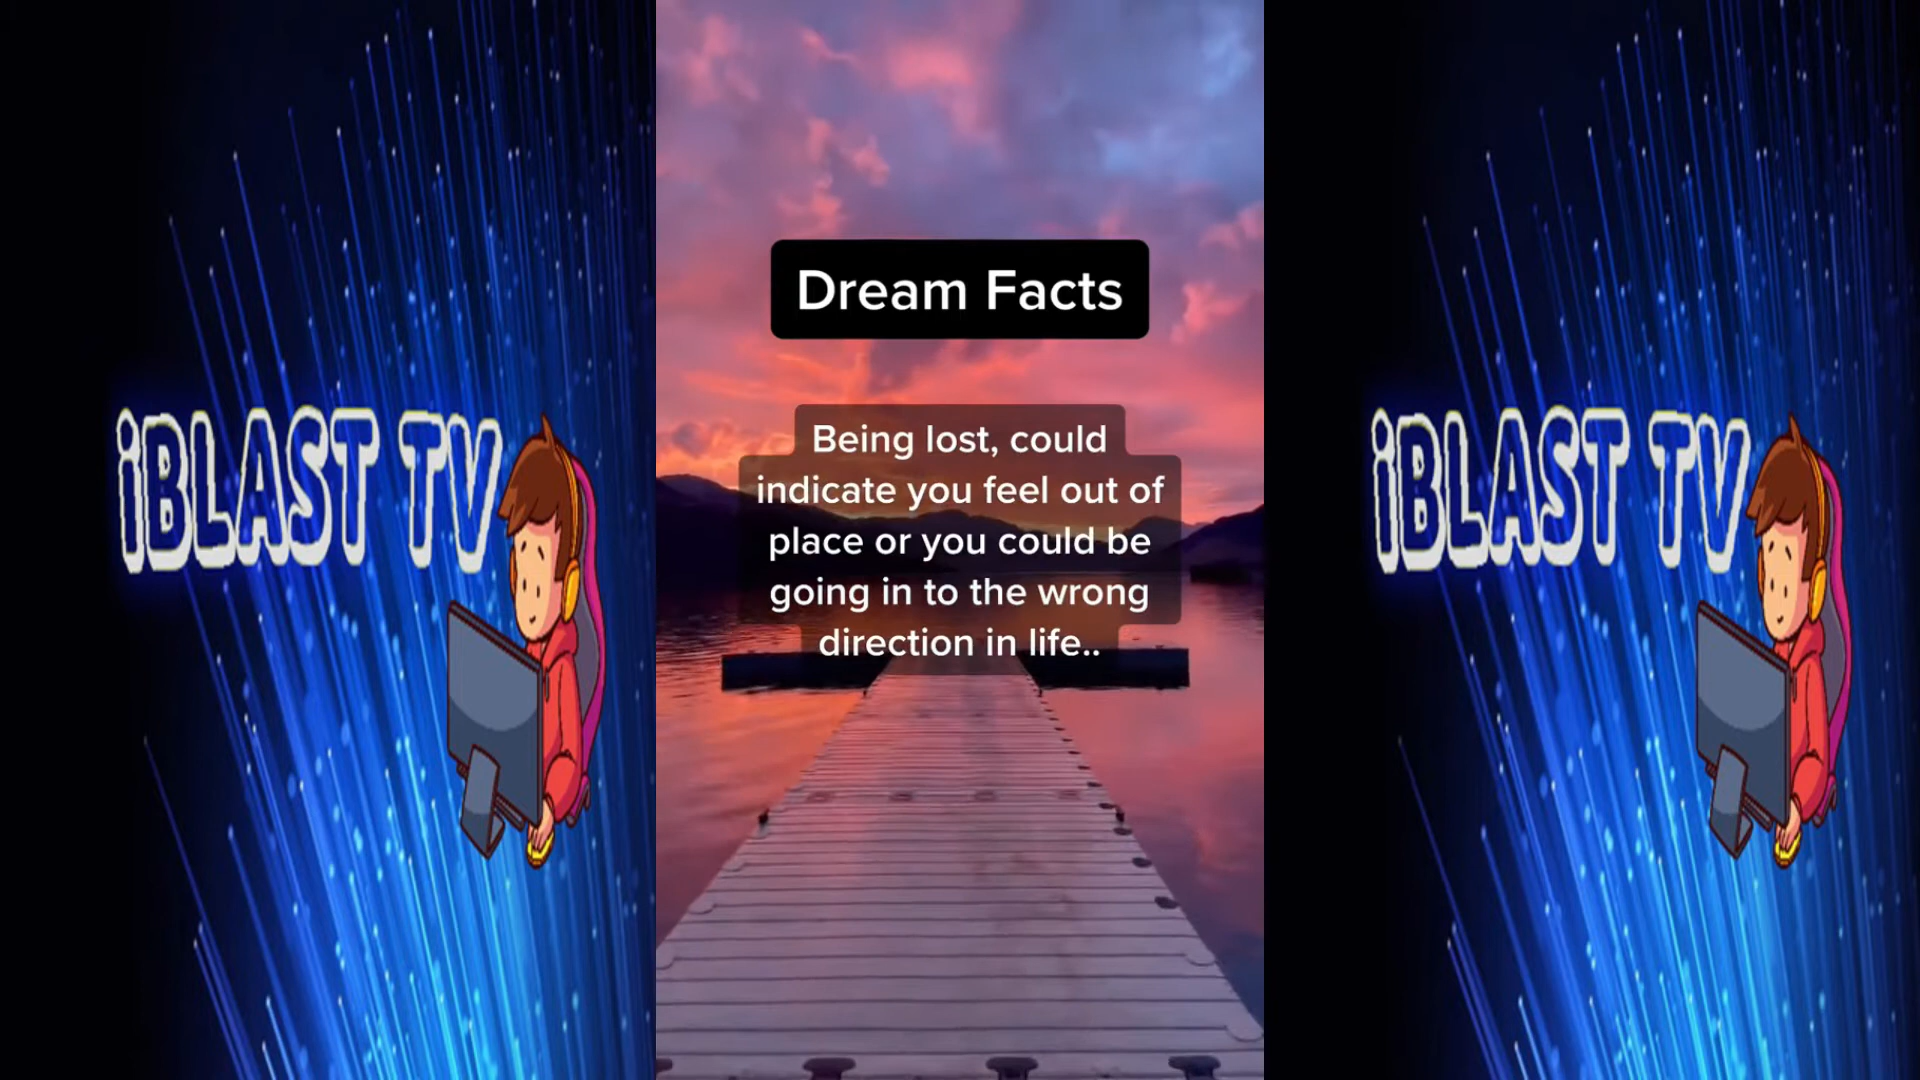 iBLAST TV
Dream Facts
Being lost, could
indicate you feel out of
place or you could be
going in to the wrong
direction in life..
iBLAST TV